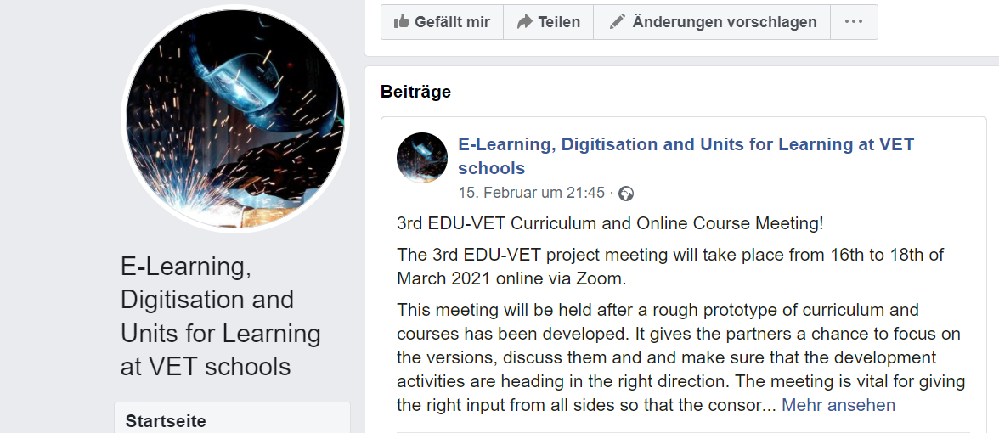 Gefällt mir
Teilen
Änderungen vorschlagen
E-Learning,
Digitisation and
Units for Learning
at VET schools
Startseite
Beiträge
E-Learning, Digitisation and Units for Learning at VET
schools
15. Februar um 21:45 ·
3rd EDU-VET Curriculum and Online Course Meeting!
The 3rd EDU-VET project meeting will take place from 16th to 18th of
March 2021 online via Zoom.
This meeting will be held after a rough prototype of curriculum and
courses has been developed. It gives the partners a chance to focus on
the versions, discuss them and and make sure that the development
activities are heading in the right direction. The meeting is vital for giving
the right input from all sides so that the consor... Mehr ansehen